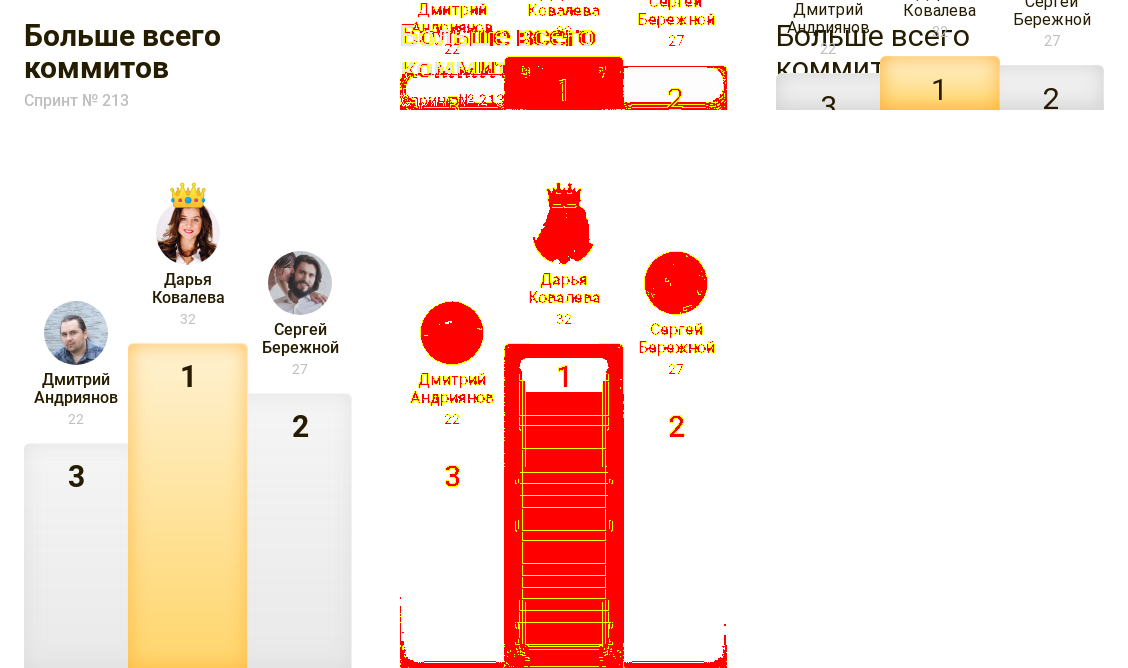 Больше всего
коммитов
Спринт № 213
Дарья
Ковалева
32
Сергей
Бережной
27
Дмитрий
Андриянов
22
1
2
3
Дмитрий
Андриянов
22
Ковалева
Сергей
Бережной
27
Больше всего
1
2
3
Спринт № 213
Дарья
Ковалева
32
Сергей
Бережной
27
Дмитрий
Андриянов
22
1
2
3
Дмитрий
Андриянов
22
Ковалева
32
Сергей
Бережной
27
Больше всего
коммит
3
1
2